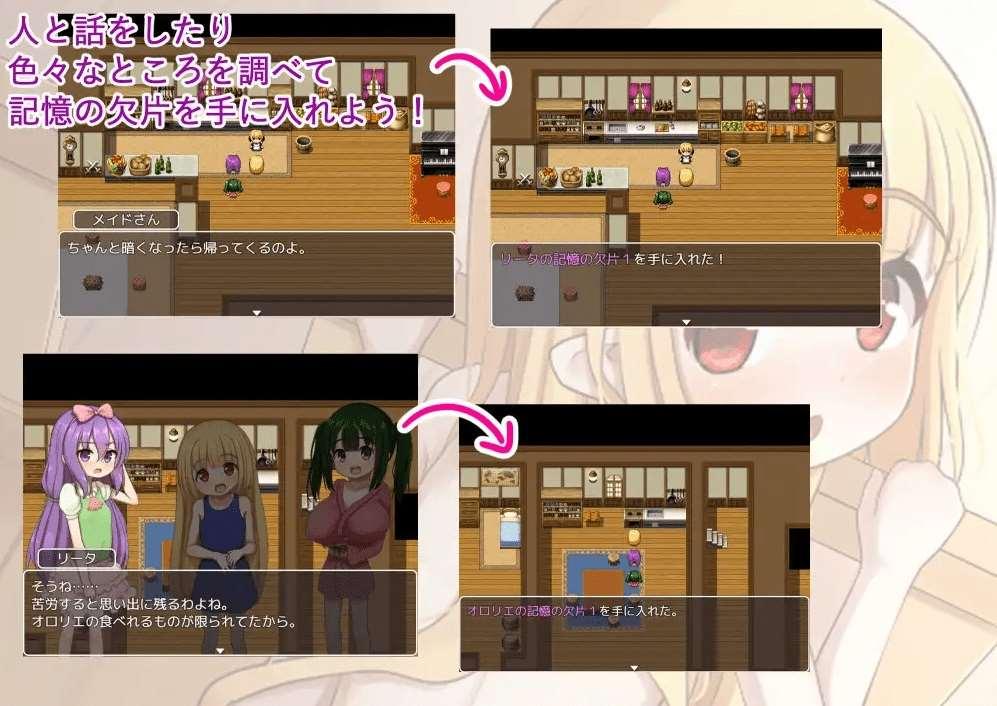 人と話をしたり
色々なところを調べて
記憶の欠片を手に入れよう！
メイドさん
ちゃんと暗くなったら帰ってくるのよ。
リータの記憶の欠片１を手に入れた！
リータ
そうね……
苦労すると思い出に残るわよね。
オロリエの食べれるものが限られてたから。
オロリエの記憶の欠片１を手に入れた。